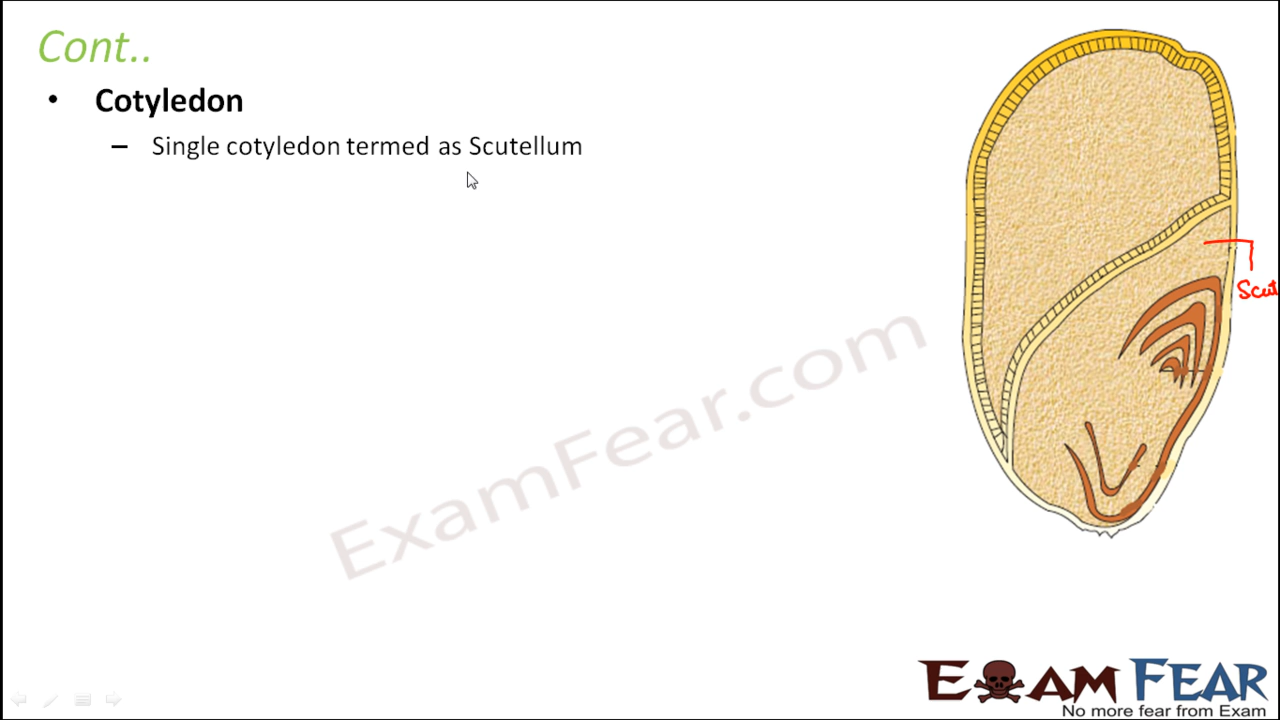 Cont..
• Cotyledon
– Single cotyledon termed as Scutellum
Scut
ExamFear.com
EXAM FEAR
No more fear from Exam